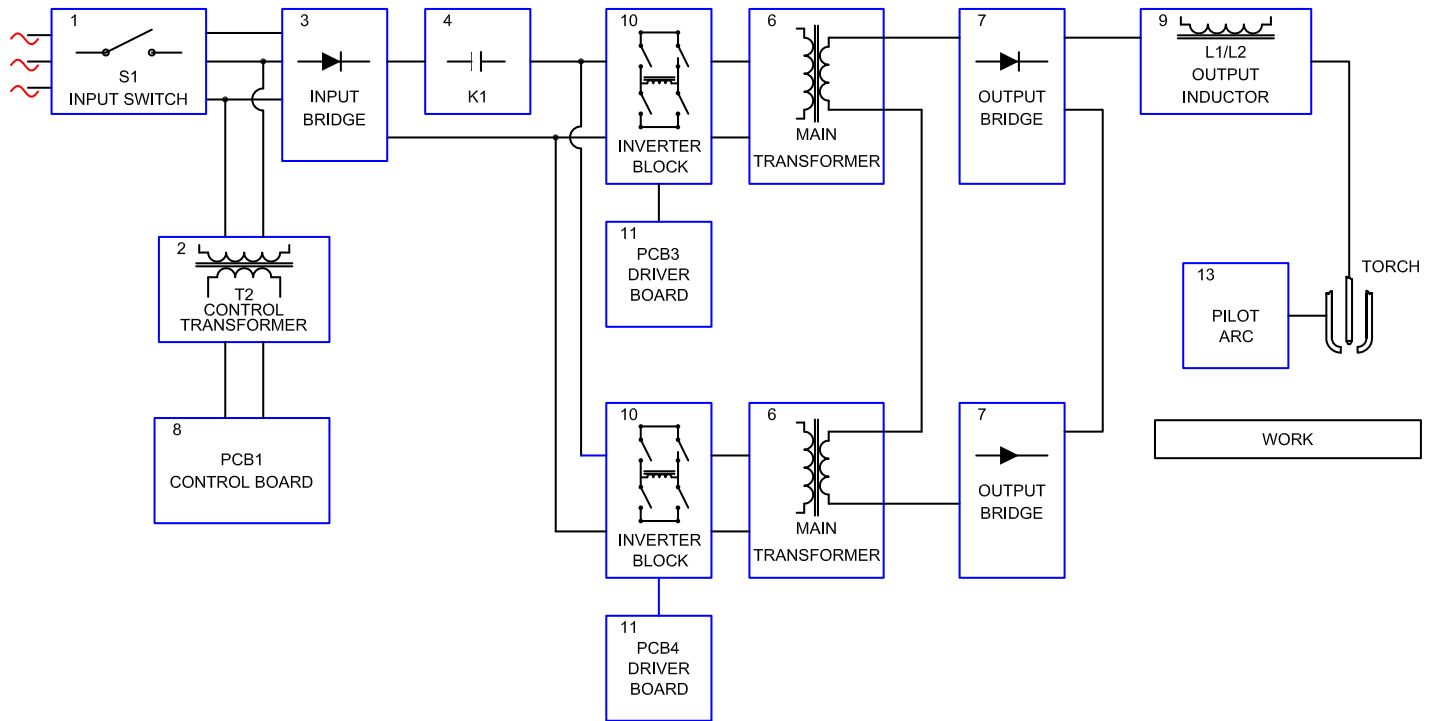 1
S1
INPUT SWITCH
3
INPUT
BRIDGE
4
K1
10
INVERTER
BLOCK
6
MAIN
TRANSFORMER
7
OUTPUT
BRIDGE
9
L1/L2
OUTPUT
INDUCTOR
2
T2
CONTROL
TRANSFORMER
11
PCB3
DRIVER
BOARD
13
PILOT
ARC
TORCH
8
PCB1
CONTROL BOARD
10
INVERTER
BLOCK
6
MAIN
TRANSFORMER
7
OUTPUT
BRIDGE
WORK
11
PCB4
DRIVER
BOARD